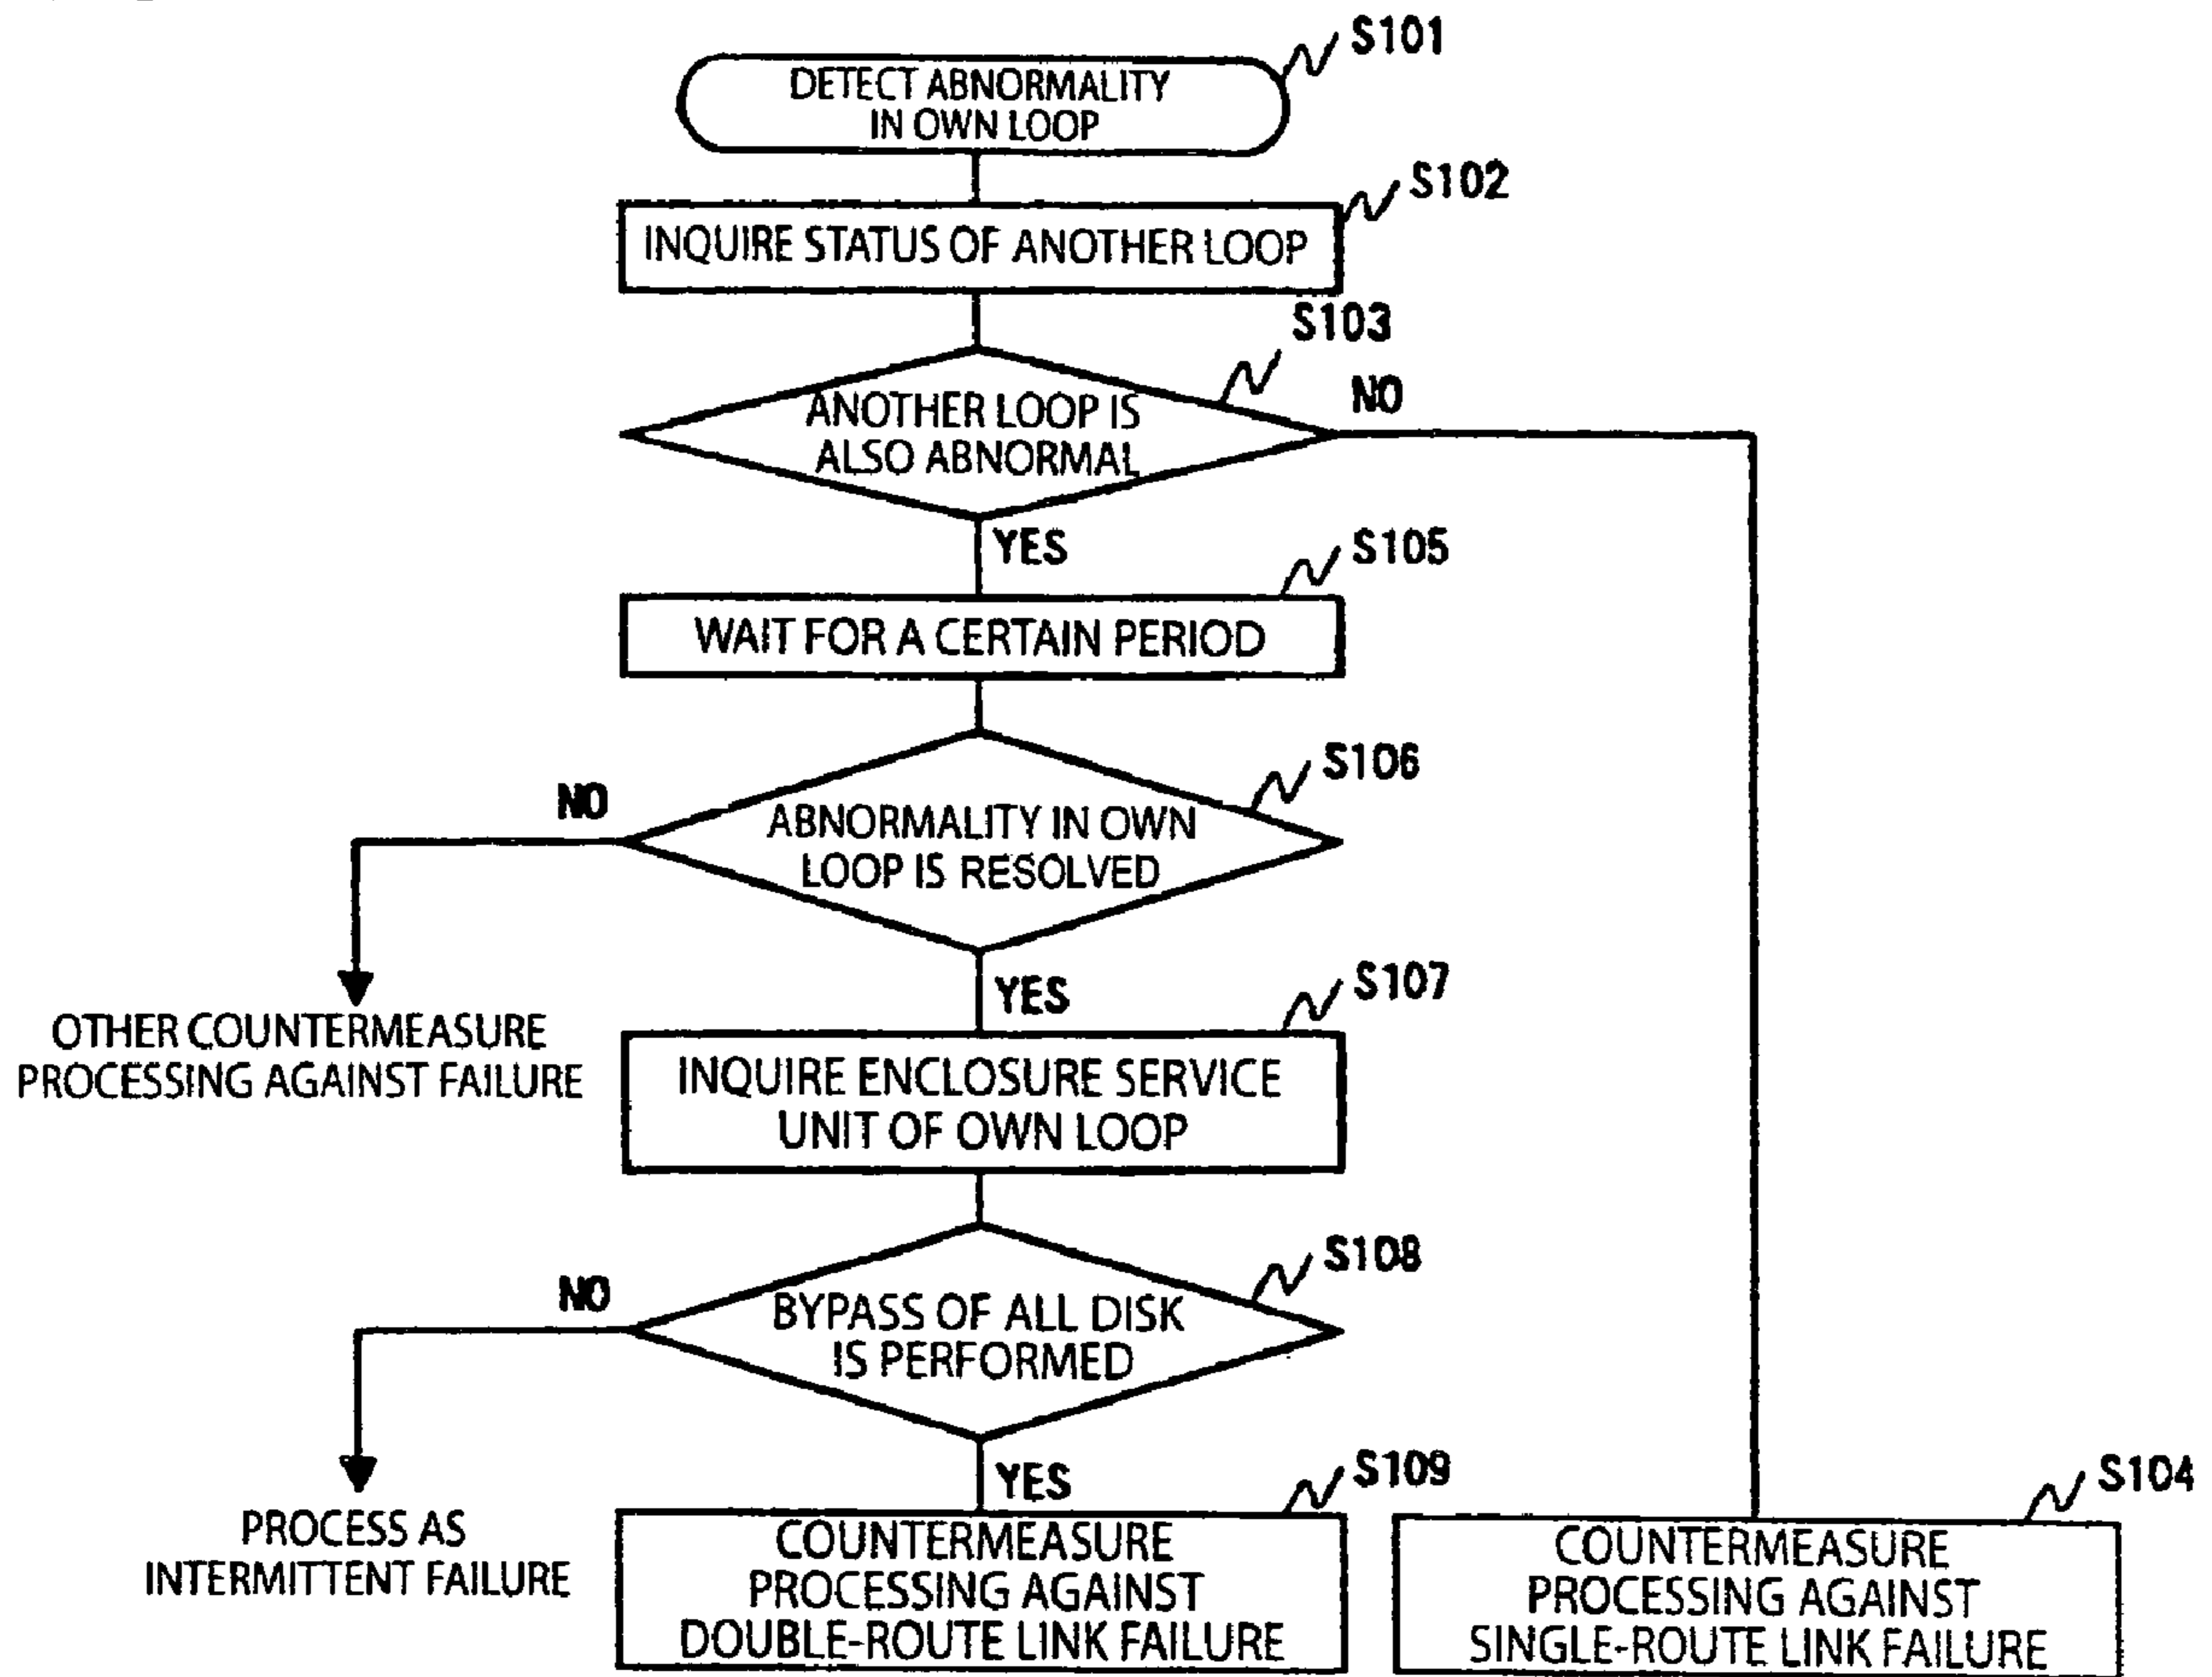 S101
DETECT ABNORMALITY
IN OWN LOOP
S102
INQUIRE STATUS OF ANOTHER LOOP
S103
NO
ANOTHER LOOP IS
ALSO ABNORMAL
YES
S105
WAIT FOR A CERTAIN PERIOD
S106
NO
ABNORMALITY IN OWN
LOOP IS RESOLVED
YES
S107
OTHER COUNTERMEASURE
PROCESSING AGAINST FAILURE
INQUIRE ENCLOSURE SERVICE
UNIT OF OWN LOOP
S108
NO
BYPASS OF ALL DISK
IS PERFORMED
YES
S109
S104
PROCESS AS
INTERMITTENT FAILURE
COUNTERMEASURE
PROCESSING AGAINST
DOUBLE-ROUTE LINK FAILURE
COUNTERMEASURE
PROCESSING AGAINST
SINGLE-ROUTE LINK FAILURE